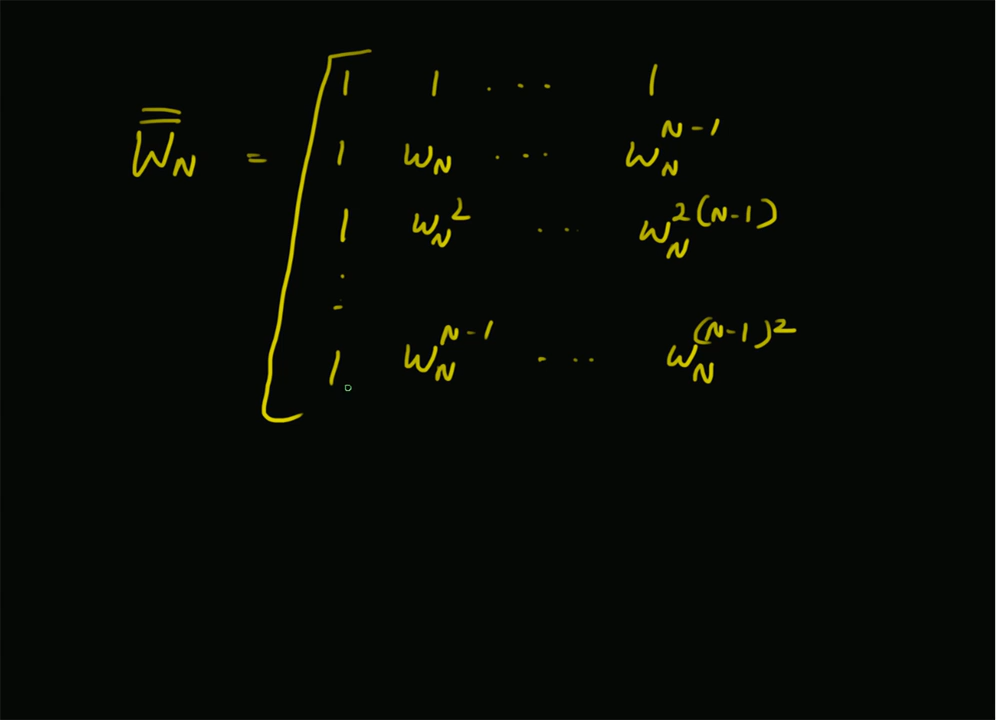 1 1 ... 1
W̿_N = 1 w_N ... w_N^{N-1}
1 w_N^2 ... w_N^{2(N-1)}
:
1 w_N^{N-1} ... w_N^{(N-1)^2}